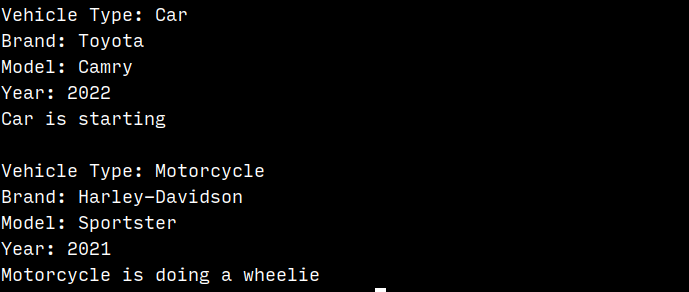 Vehicle Type: Car
Brand: Toyota
Model: Camry
Year: 2022
Car is starting
Vehicle Type: Motorcycle
Brand: Harley-Davidson
Model: Sportster
Year: 2021
Motorcycle is doing a wheelie